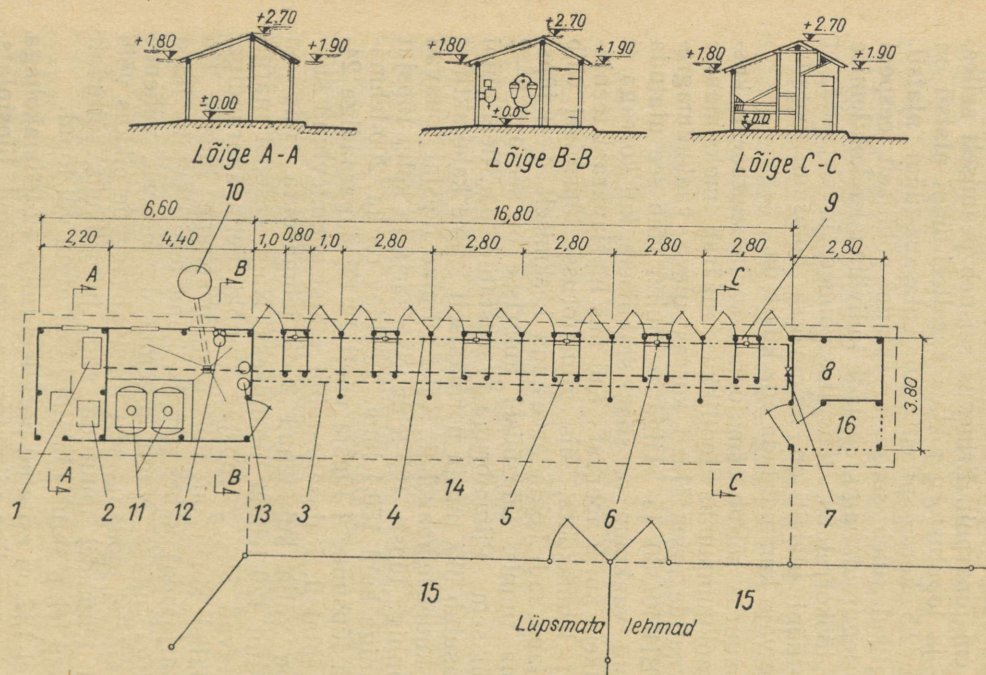 +2.70 +2.70 +2.70
+1.80 +1.90 +1.80 +1.90 +1.80 +1.90
±0.00 ±0.0 ±0.0
Lõige A-A Lõige B-B Lõige C-C
10 9
6,60 16,80
2,20 4,40 1,0 0,80 1,0 2,80 2,80 2,80 2,80 2,80 2,80
A B C
8
3.80
16
A B 14 C
1 2 11 12 13 3 4 5 6 7
15 15
Lüpsmata lehmad